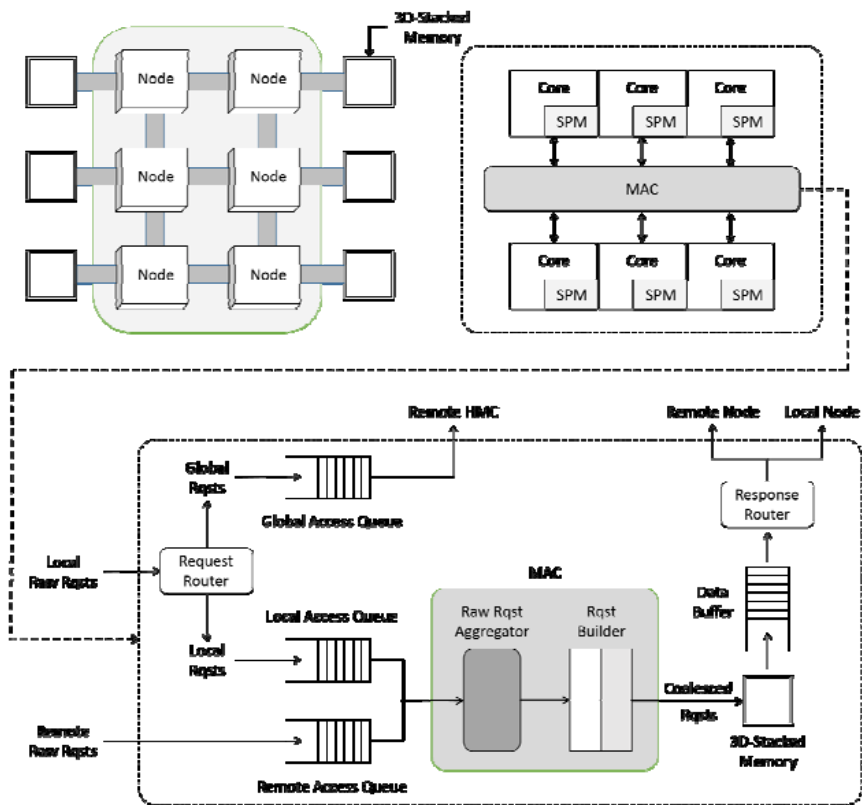 3D-Stacked
Memory
Node
Node
Node
Node
Node
Node
Core
Core
Core
SPM
SPM
SPM
MAC
Core
Core
Core
SPM
SPM
SPM
Remote HMC
Remote Node
Local Node
Global
Rqsts
Global Access Queue
Response
Router
Local
Raw Rqsts
Request
Router
MAC
Data
Buffer
Local Access Queue
Raw Rqst
Aggregator
Rqst
Builder
Local
Rqsts
Coalesced
Rqsts
Remote
Raw Rqsts
3D-Stacked
Memory
Remote Access Queue